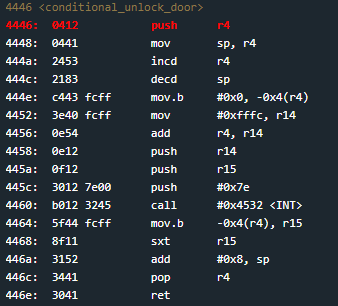 4446 <conditional_unlock_door>
4446: 0412 push r4
4448: 0441 mov sp, r4
444a: 2453 incd r4
444c: 2183 decd sp
444e: c443 fcff mov.b #0x0, -0x4(r4)
4452: 3e40 fcff mov #0xfffc, r14
4456: 0e54 add r4, r14
4458: 0e12 push r14
445a: 0f12 push r15
445c: 3012 7e00 push #0x7e
4460: b012 3245 call #0x4532 <INT>
4464: 5f44 fcff mov.b -0x4(r4), r15
4468: 8f11 sxt r15
446a: 3152 add #0x8, sp
446c: 3441 pop r4
446e: 3041 ret